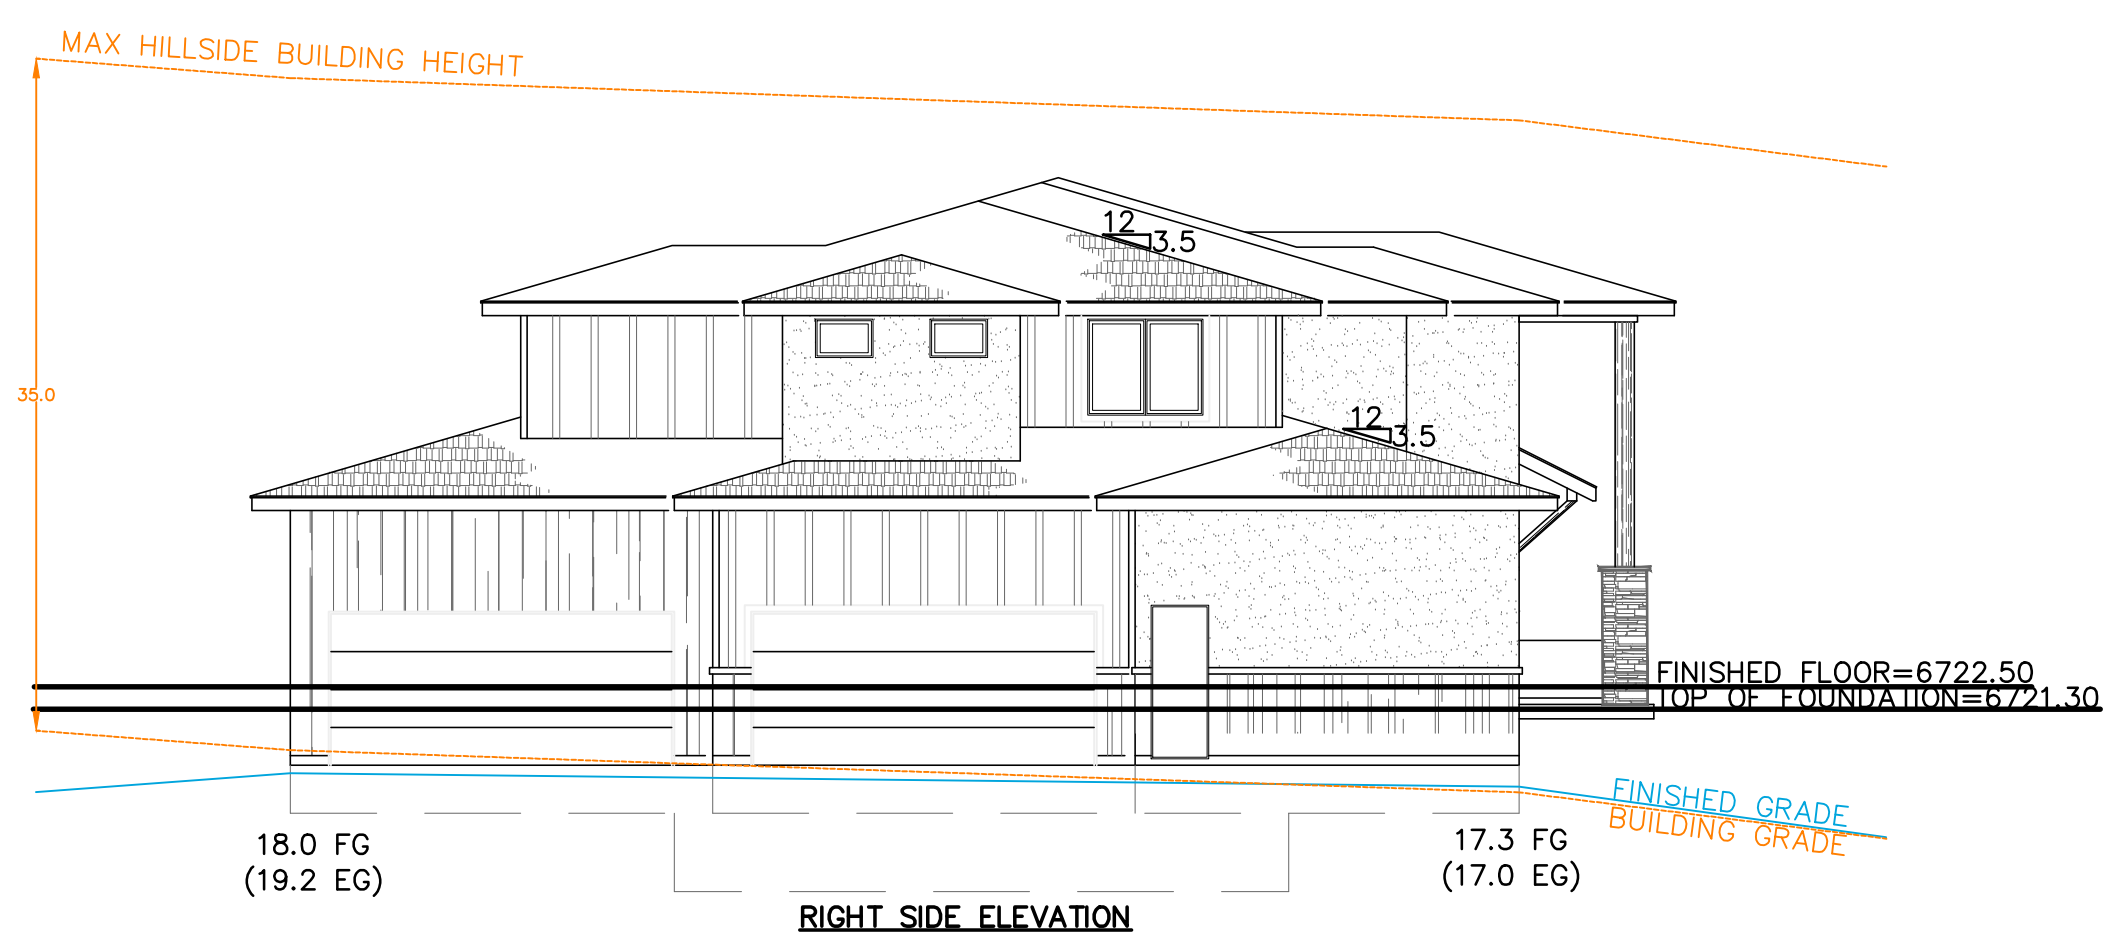 MAX HILLSIDE BUILDING HEIGHT
12
3.5
35.0
12
3.5
FINISHED FLOOR=6722.50
TOP OF FOUNDATION=6721.30
FINISHED GRADE
BUILDING GRADE
18.0 FG
(19.2 EG)
17.3 FG
(17.0 EG)
RIGHT SIDE ELEVATION